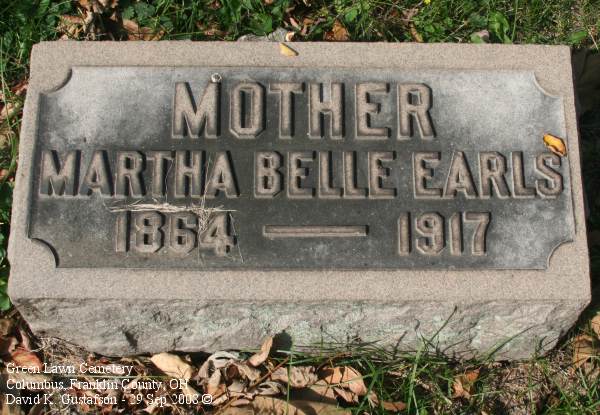 MOTHER
MARTHA BELLE EARLS
1864 — 1917
Green Lawn Cemetery
Columbus, Franklin County, OH
David K. Gustafson - 29 Sep 2008 ©